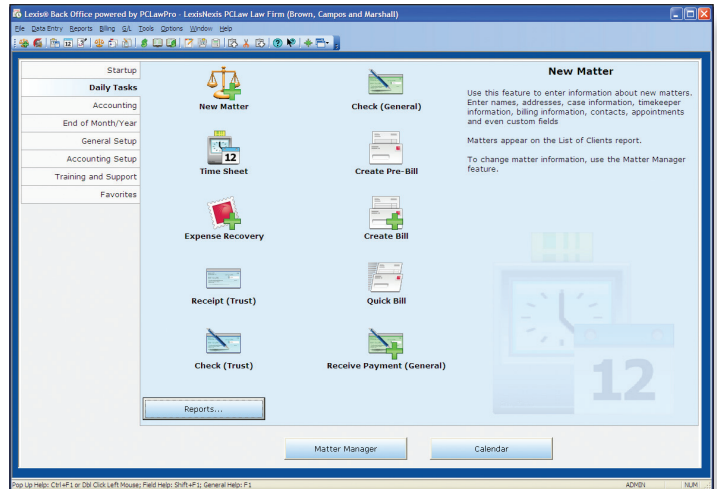 Lexis® Back Office powered by PCLawPro - LexisNexis PCLaw Law Firm (Brown, Campos and Marshall)
File Data Entry Reports Billing G/L Tools Options Window Help
Startup
Daily Tasks
Accounting
End of Month/Year
General Setup
Accounting Setup
Training and Support
Favorites
New Matter
Check (General)
12
Time Sheet
Create Pre-Bill
Expense Recovery
Create Bill
Receipt (Trust)
Quick Bill
Check (Trust)
Receive Payment (General)
Reports...
New Matter
Use this feature to enter information about new matters.
Enter names, addresses, case information, timekeeper
information, billing information, contacts, appointments
and even custom fields
Matters appear on the List of Clients report.
To change matter information, use the Matter Manager
feature.
12
Matter Manager
Calendar
Pop Up Help: Ctrl+F1 or Dbl Click Left Mouse; Field Help: Shift+F1; General Help: F1
ADMIN
NUM